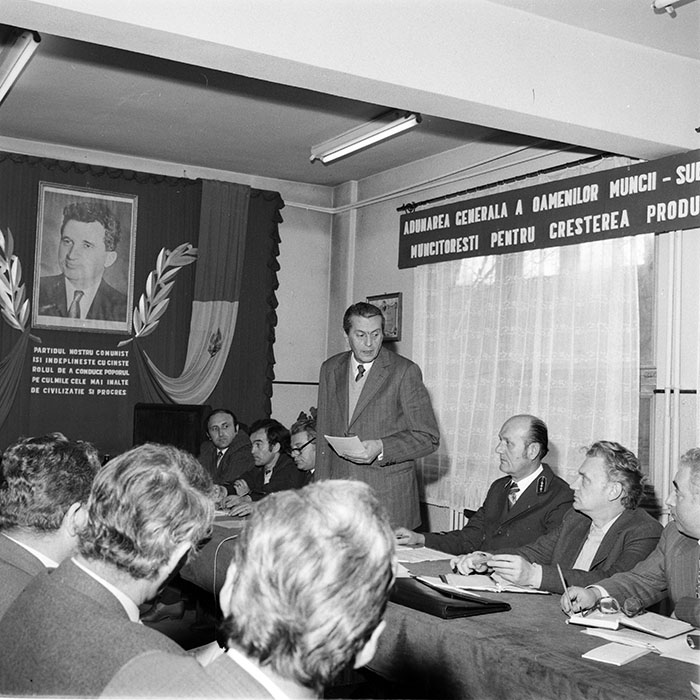 PARTIDUL NOSTRU COMUNIST
ISI INDEPLINESTE CU CINSTE
ROLUL DE A CONDUCE POPORUL
PE CULMILE CELE MAI INALTE
DE CIVILIZATIE SI PROGRES
ADUNAREA GENERALA A OAMENILOR MUNCII - SU
MUNCITORESTI PENTRU CRESTEREA PRODU